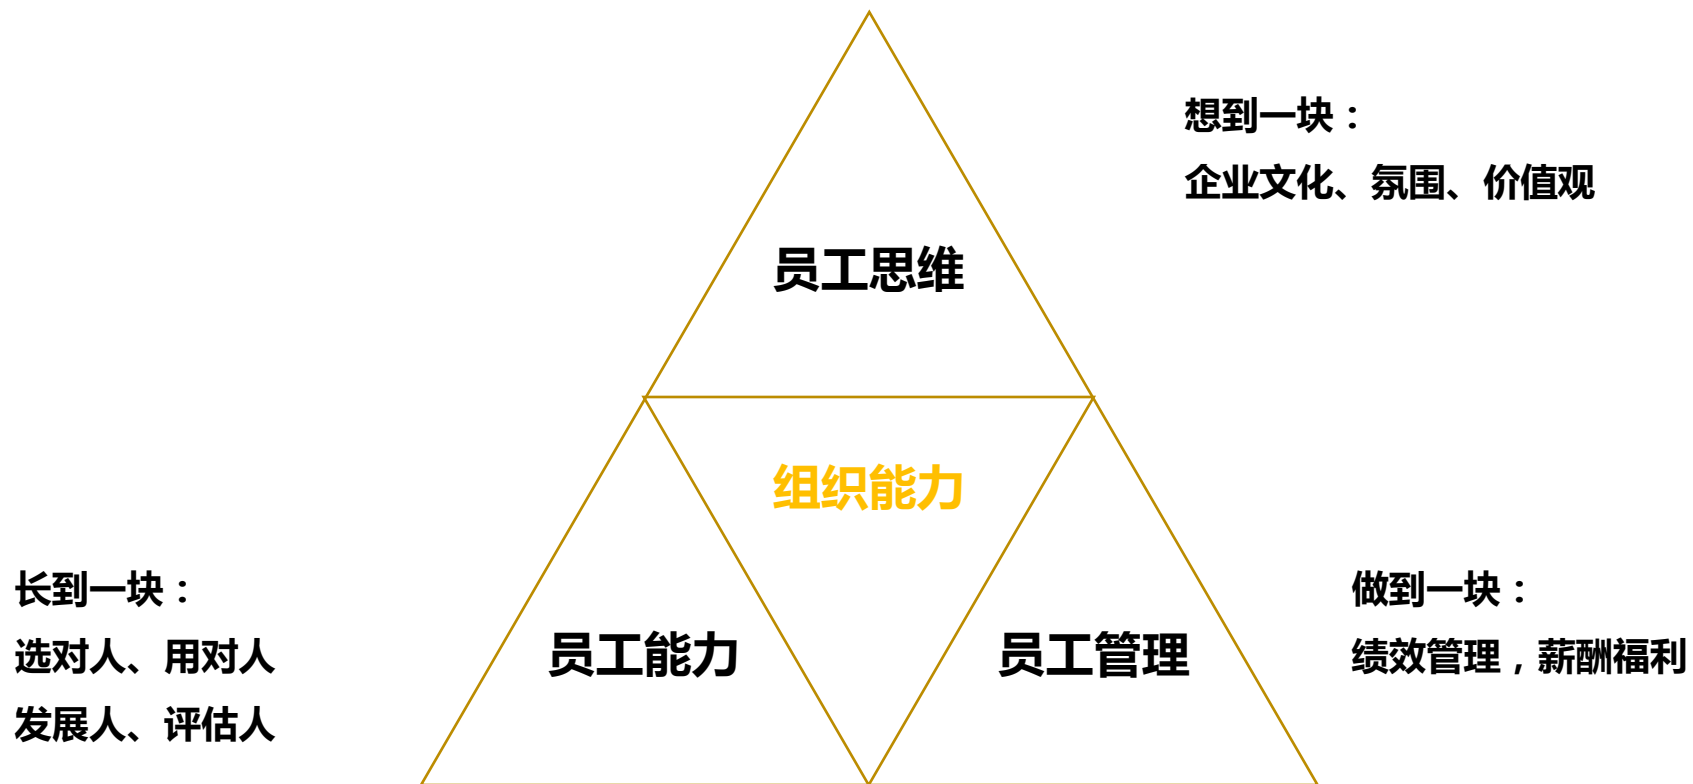 想到一块：
企业文化、氛围、价值观
员工思维
组织能力
长到一块：
选对人、用对人
发展人、评估人
员工能力
员工管理
做到一块：
绩效管理，薪酬福利